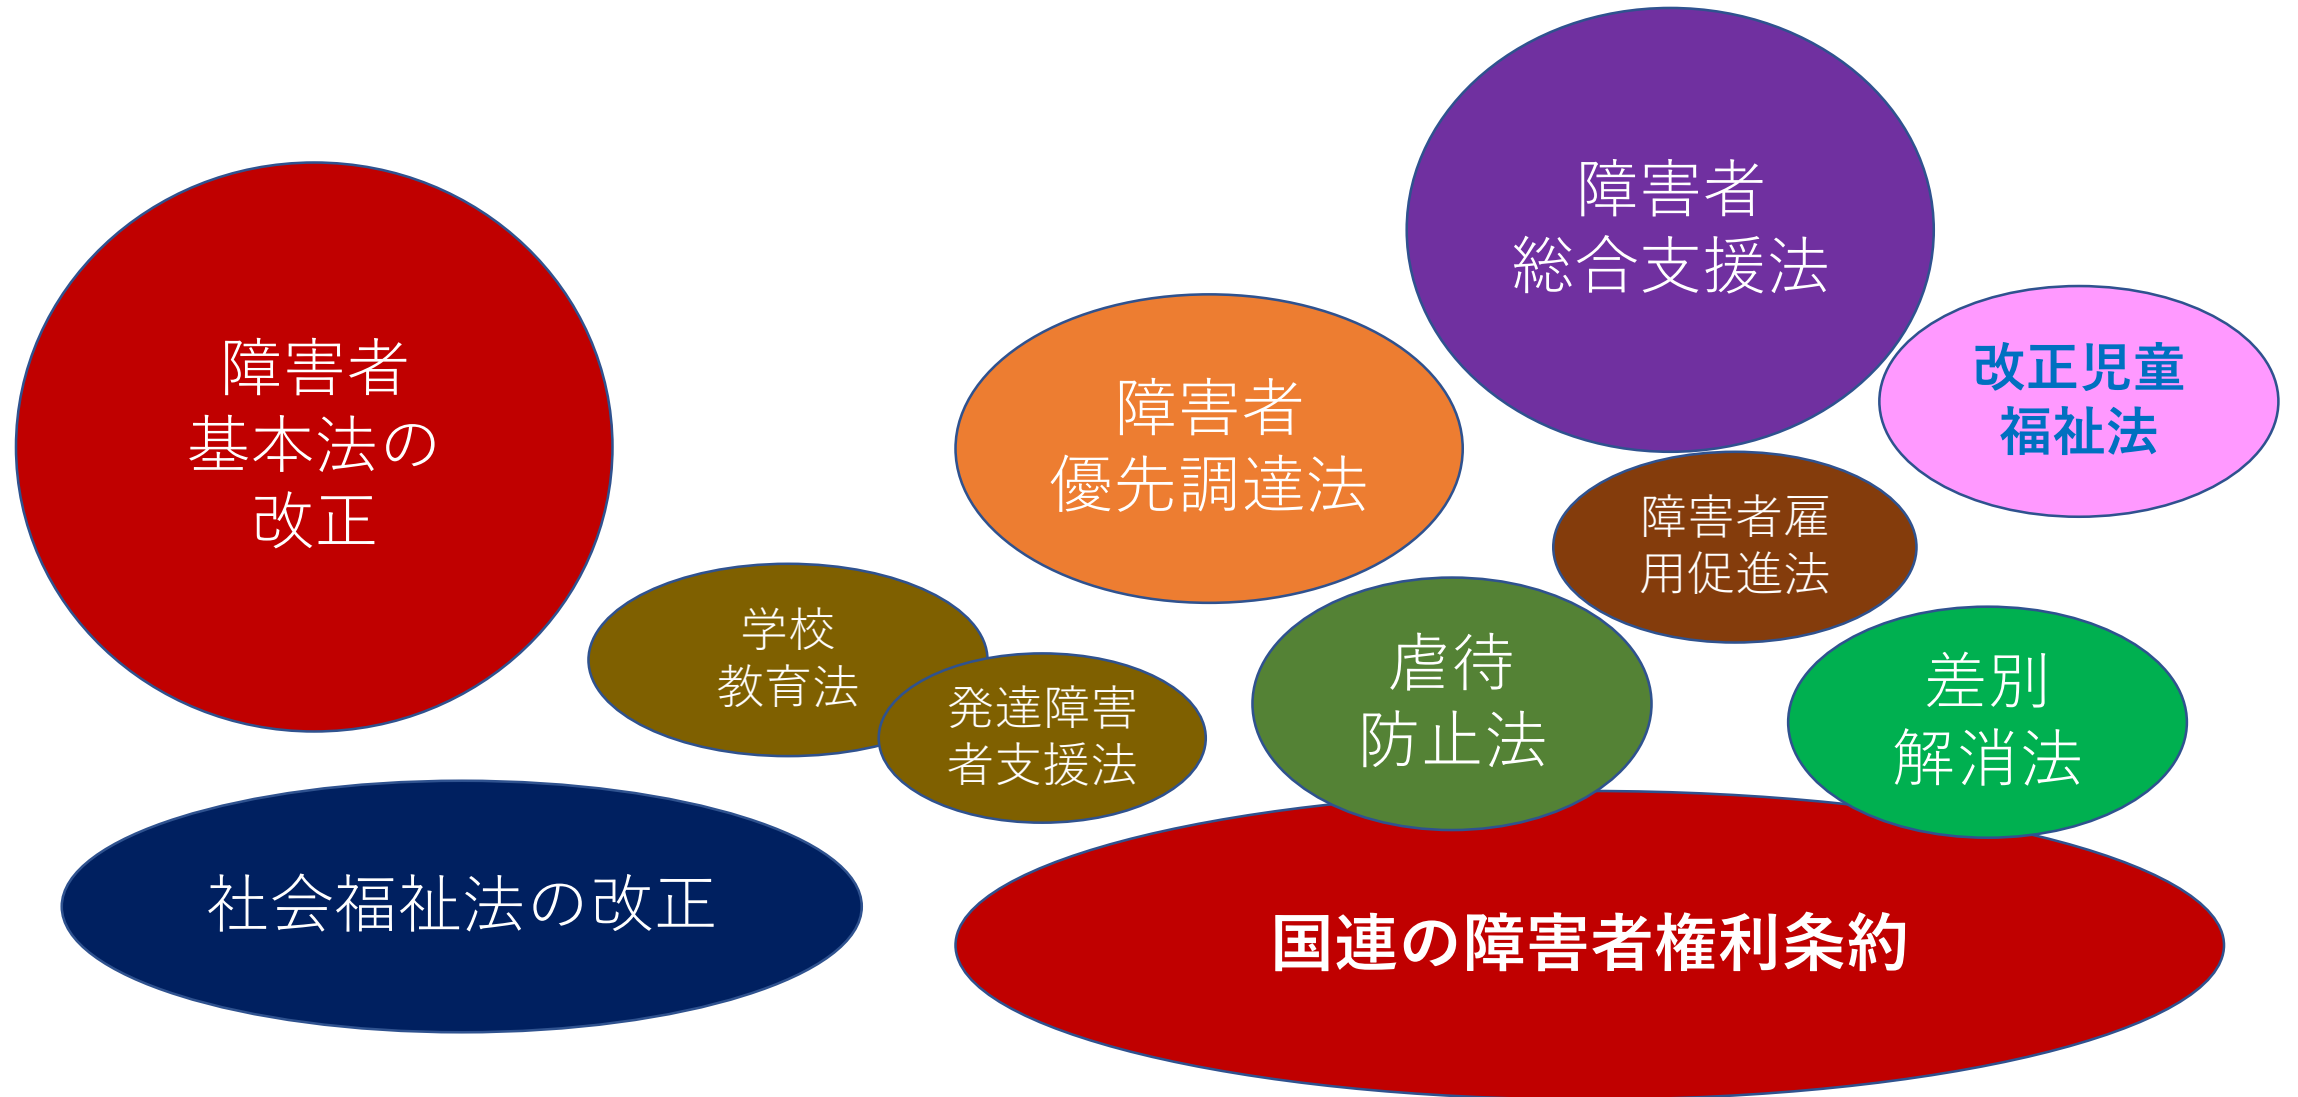 障害者
総合支援法
障害者
基本法の
改正
障害者
優先調達法
改正児童
福祉法
障害者雇
用促進法
学校
教育法
発達障害
者支援法
虐待
防止法
差別
解消法
社会福祉法の改正
国連の障害者権利条約